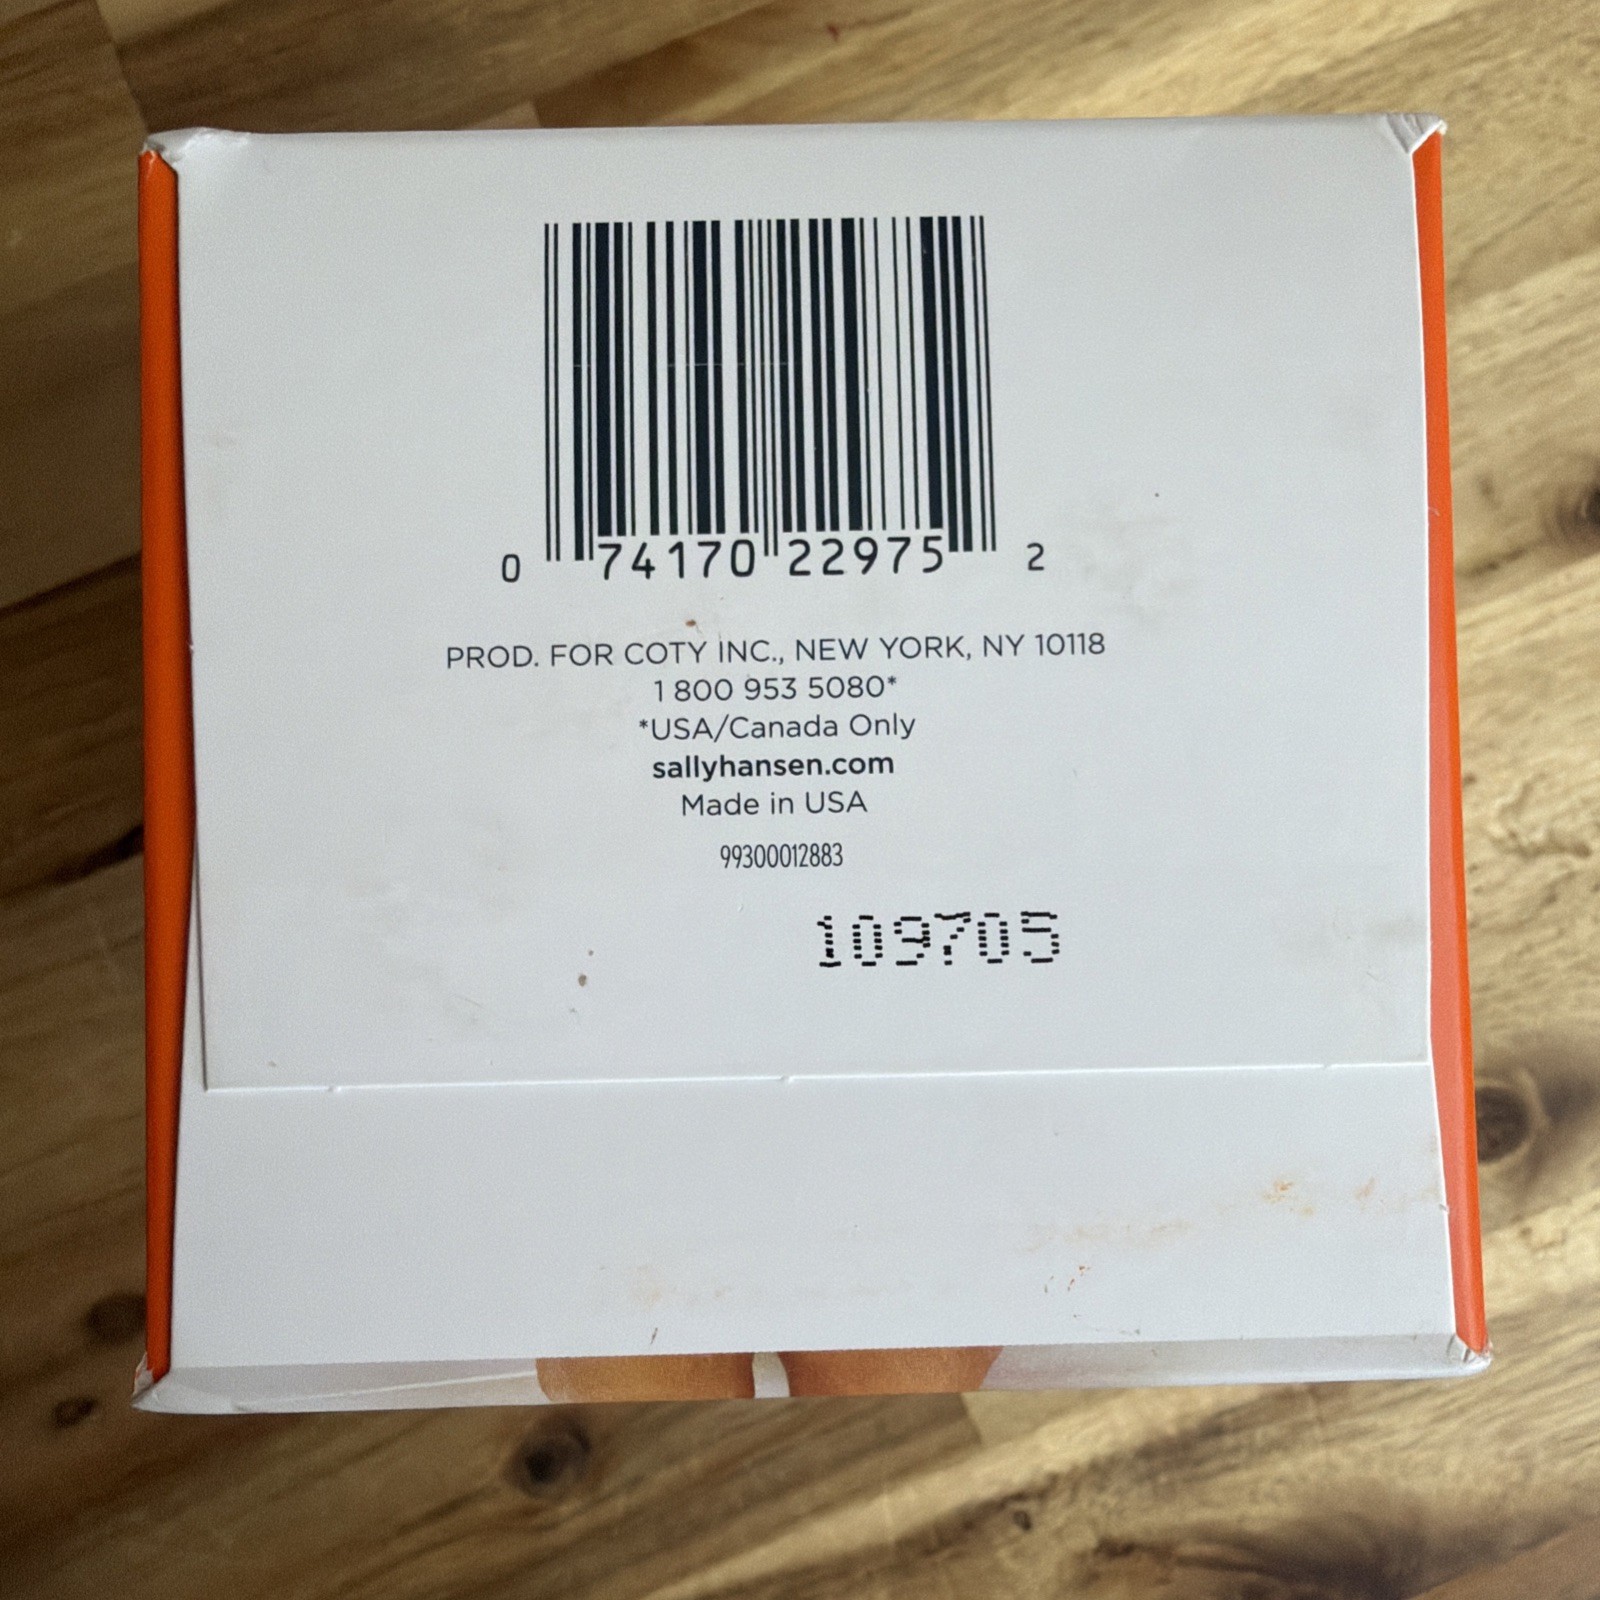 0 74170 22975 2
PROD. FOR COTY INC., NEW YORK, NY 10118
1 800 953 5080*
*USA/Canada Only
sallyhansen.com
Made in USA
99300012883
109705